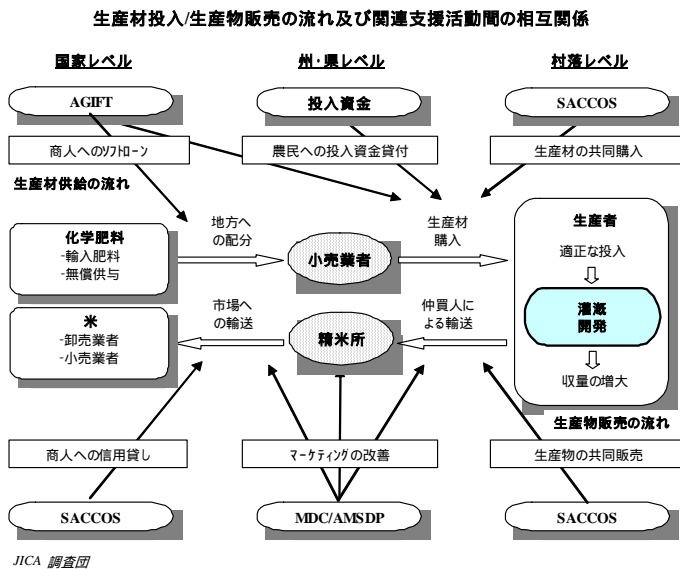 生産材投入/生産物販売の流れ及び関連支援活動間の相互関係
国家レベル
州・県レベル
村落レベル
AGIFT
投入資金
SACCOS
商人へのソフトローン
農民への投入資金貸付
生産材の共同購入
生産材供給の流れ
化学肥料
-輸入肥料
-無償供与
地方へ
の配分
小売業者
生産材
購入
生産者
適正な投入
灌漑
開発
収量の増大
米
-卸売業者
-小売業者
市場へ
の輸送
精米所
仲買人に
よる輸送
生産物販売の流れ
商人への信用貸し
マーケティングの改善
生産物の共同販売
SACCOS
MDC/AMSDP
SACCOS
JICA 調査団